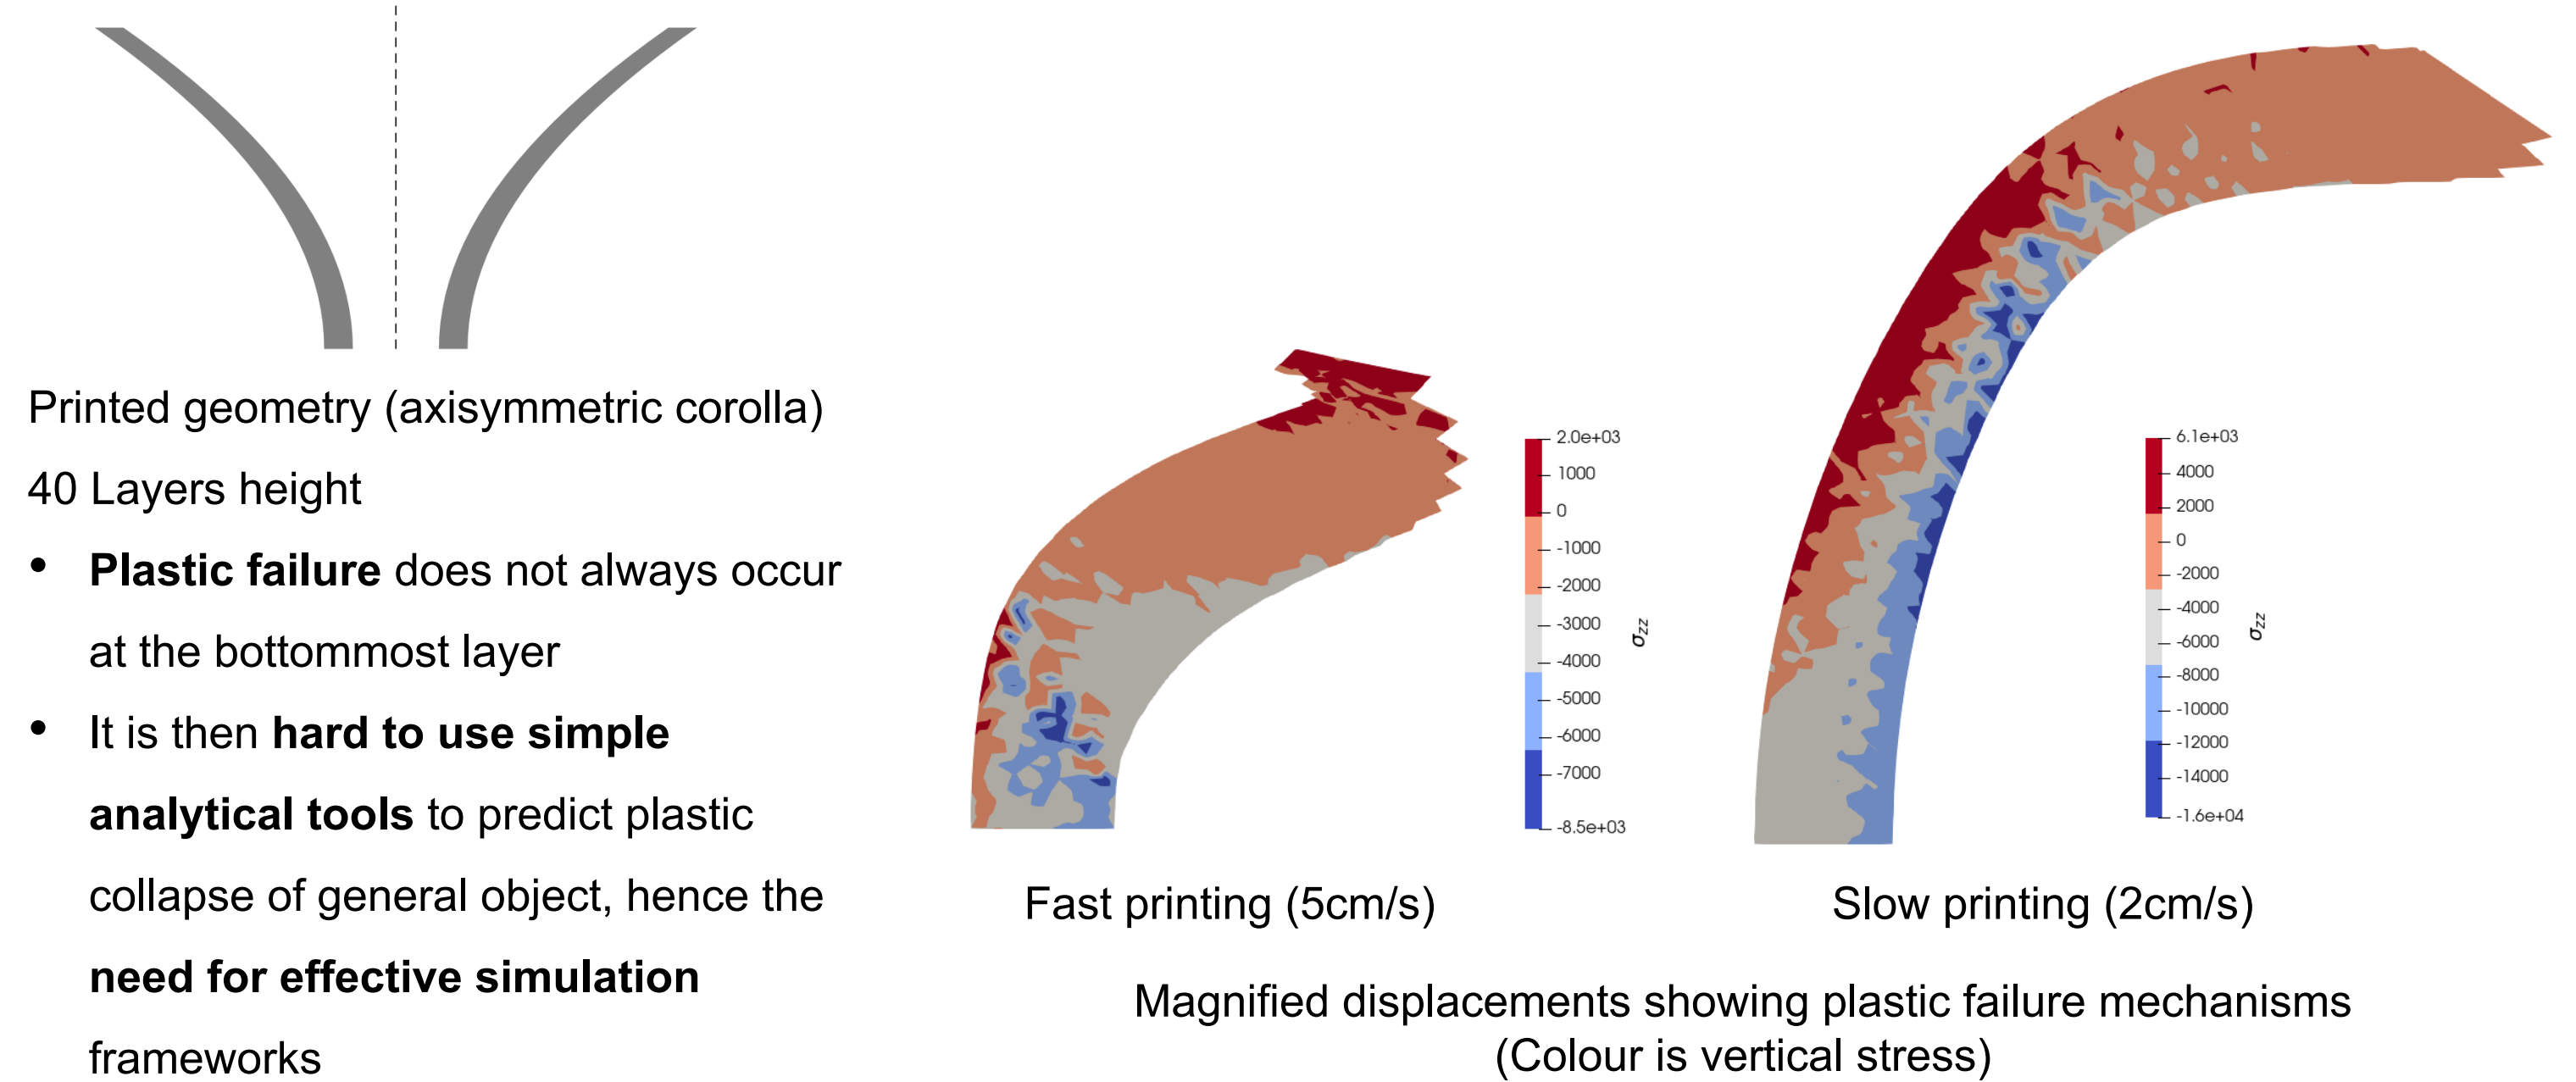 Printed geometry (axisymmetric corolla)
40 Layers height
• Plastic failure does not always occur
at the bottommost layer
• It is then hard to use simple
analytical tools to predict plastic
collapse of general object, hence the
need for effective simulation
frameworks
2.0e+03
1000
0
-1000
-2000
-3000
-4000
-5000
-6000
-7000
-8.5e+03
σzz
Fast printing (5cm/s)
6.1e+03
4000
2000
0
-2000
-4000
-6000
-8000
-10000
-12000
-14000
-1.6e+04
σzz
Slow printing (2cm/s)
Magnified displacements showing plastic failure mechanisms
(Colour is vertical stress)